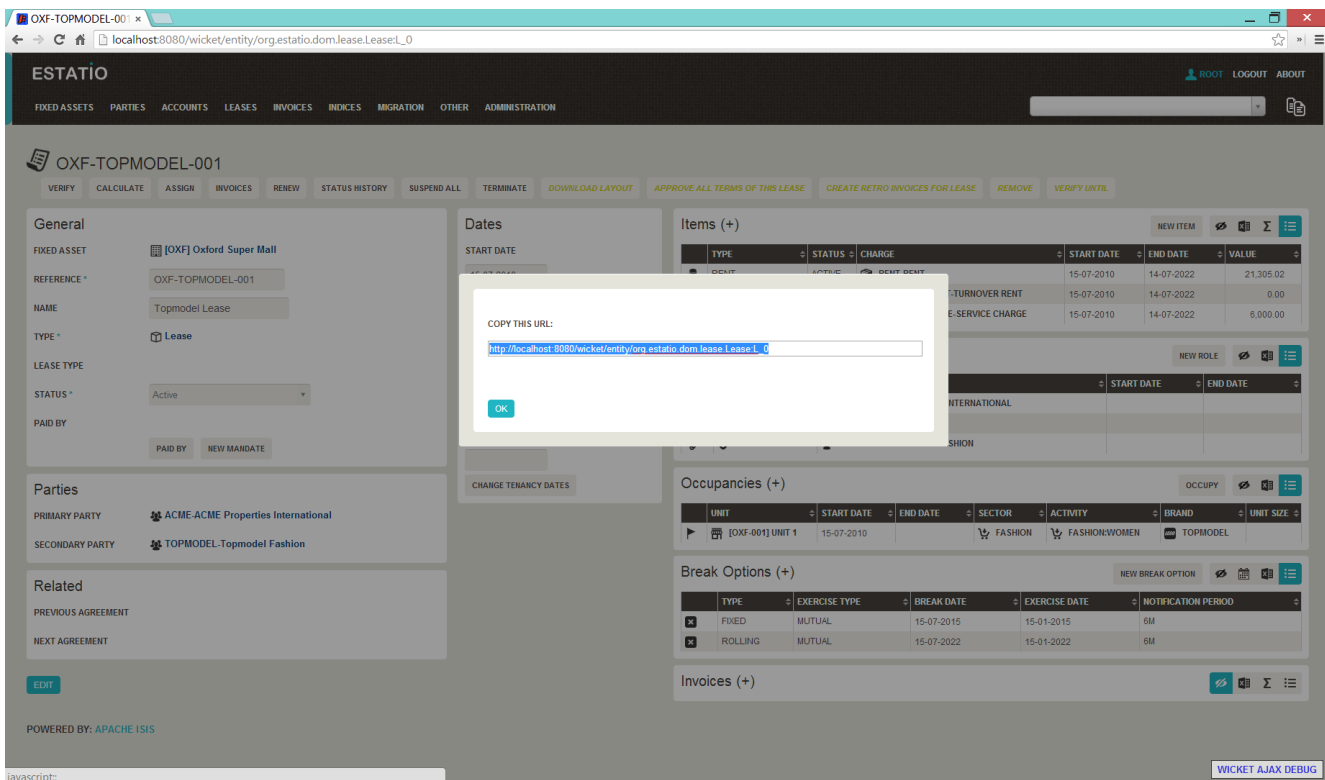 OXF-TOPMODEL-001 ×
localhost:8080/wicket/entity/org.estatio.dom.lease.Lease:L_0
ESTATIO
ROOT LOGOUT ABOUT
FIXED ASSETS PARTIES ACCOUNTS LEASES INVOICES INDICES MIGRATION OTHER ADMINISTRATION
OXF-TOPMODEL-001
VERIFY CALCULATE ASSIGN INVOICES RENEW STATUS HISTORY SUSPEND ALL TERMINATE DOWNLOAD LAYOUT APPROVE ALL TERMS OF THIS LEASE CREATE RETRO INVOICES FOR LEASE REMOVE VERIFY UNTIL
General
FIXED ASSET [OXF] Oxford Super Mall
REFERENCE * OXF-TOPMODEL-001
NAME Topmodel Lease
TYPE * Lease
LEASE TYPE
STATUS * Active
PAID BY
PAID BY NEW MANDATE
Parties
PRIMARY PARTY ACME-ACME Properties International
SECONDARY PARTY TOPMODEL-Topmodel Fashion
Related
PREVIOUS AGREEMENT
NEXT AGREEMENT
EDIT
POWERED BY: APACHE ISIS
Dates
START DATE
COPY THIS URL:
http://localhost:8080/wicket/entity/org.estatio.dom.lease.Lease:L_0
OK
CHANGE TENANCY DATES
Items (+) NEW ITEM Σ
TYPE STATUS CHARGE START DATE END DATE VALUE
RENT ACTIVE RENT RENT 15-07-2010 14-07-2022 21,305.02
-TURNOVER RENT 15-07-2010 14-07-2022 0.00
E-SERVICE CHARGE 15-07-2010 14-07-2022 6,000.00
NEW ROLE
START DATE END DATE
NTERNATIONAL
SHION
Occupancies (+) OCCUPY
UNIT START DATE END DATE SECTOR ACTIVITY BRAND UNIT SIZE
[OXF-001] UNIT 1 15-07-2010 FASHION FASHION:WOMEN TOPMODEL
Break Options (+) NEW BREAK OPTION
TYPE EXERCISE TYPE BREAK DATE EXERCISE DATE NOTIFICATION PERIOD
FIXED MUTUAL 15-07-2015 15-01-2015 6M
ROLLING MUTUAL 15-07-2022 15-01-2022 6M
Invoices (+) Σ
WICKET AJAX DEBUG
javascript:;